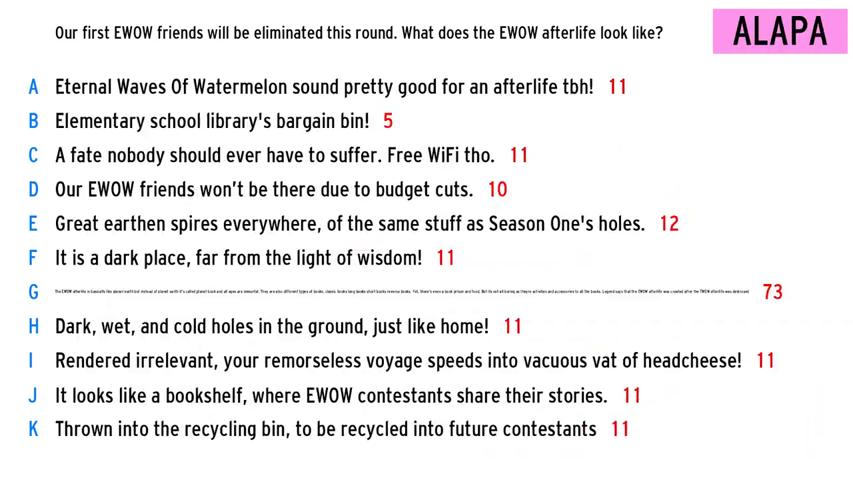 Our first EWOW friends will be eliminated this round. What does the EWOW afterlife look like?
ALAPA
A Eternal Waves Of Watermelon sound pretty good for an afterlife tbh! 11
B Elementary school library's bargain bin! 5
C A fate nobody should ever have to suffer. Free WiFi tho. 11
D Our EWOW friends won't be there due to budget cuts. 10
E Great earthen spires everywhere, of the same stuff as Season One's holes. 12
F It is a dark place, far from the light of wisdom! 11
G 73
H Dark, wet, and cold holes in the ground, just like home! 11
I Rendered irrelevant, your remorseless voyage speeds into vacuous vat of headcheese! 11
J It looks like a bookshelf, where EWOW contestants share their stories. 11
K Thrown into the recycling bin, to be recycled into future contestants 11